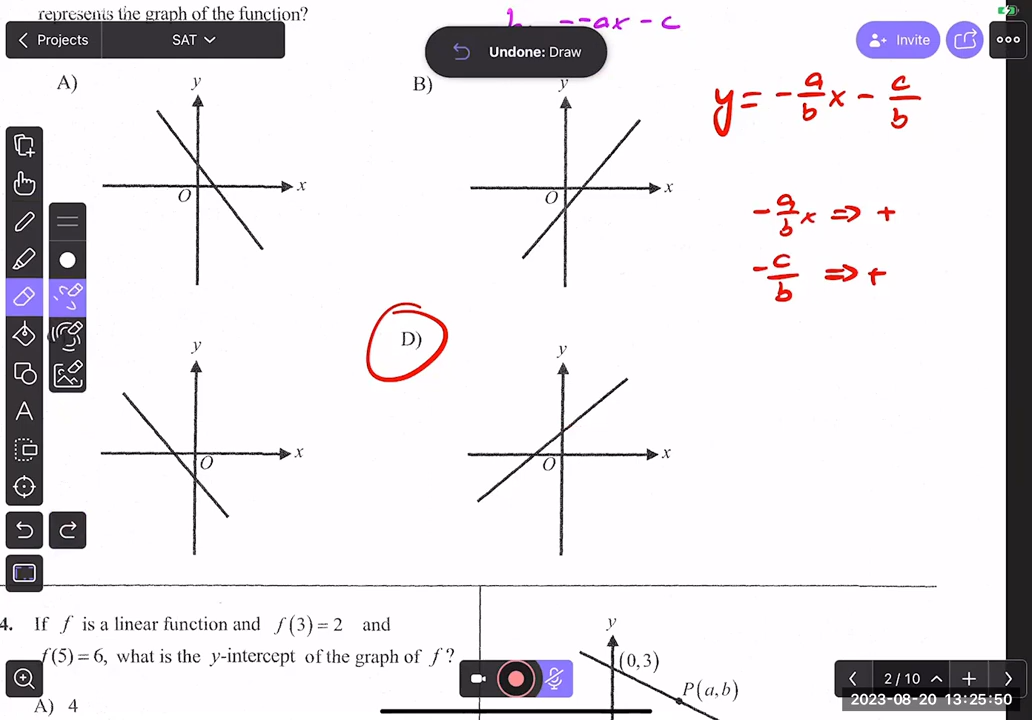 represents the graph of the function?
= -ax - c
Projects
SAT
Undone: Draw
Invite
A)
y
x
O
B)
y
x
O
y = -a/b x - c/b
-a/b x ⇒ +
-c/b ⇒ +
y
x
O
D)
y
x
O
4. If f is a linear function and f(3) = 2 and
f(5) = 6, what is the y-intercept of the graph of f?
A) 4
y
(0,3)
P(a,b)
2 / 10
2023-08-20 13:25:50